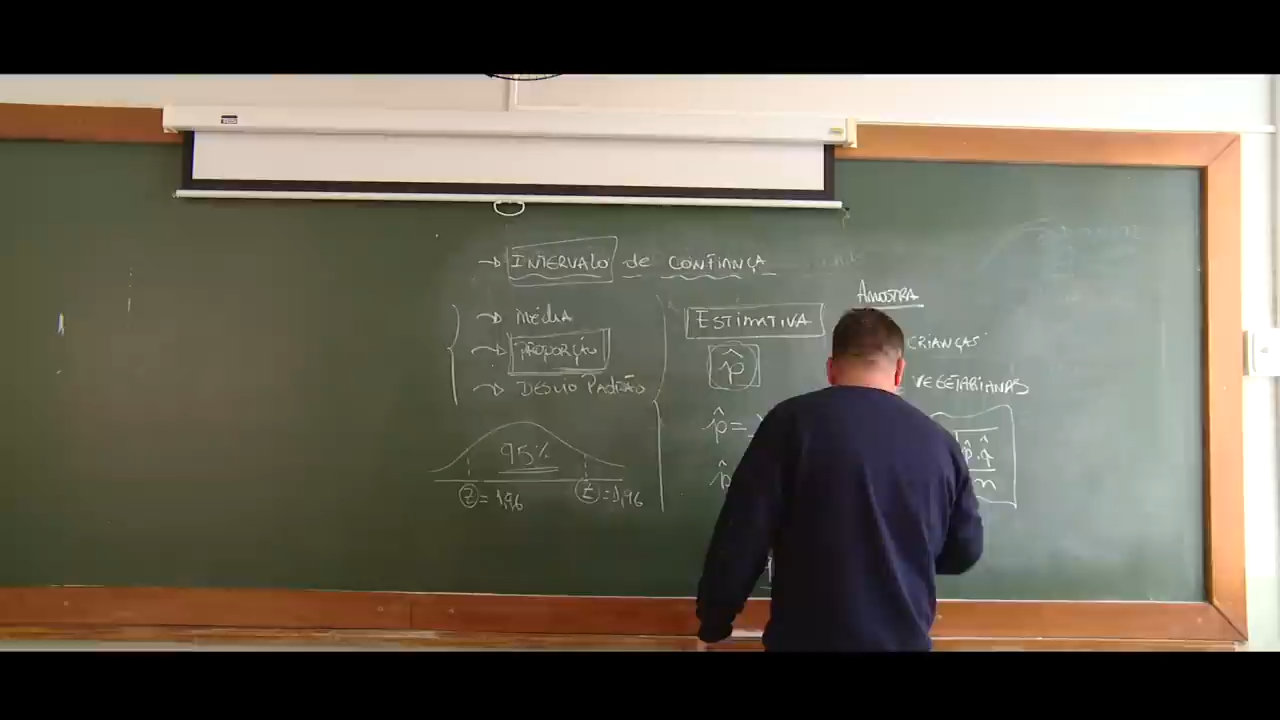 → INTERVALO de CONFIANÇA
→ MÉDIA
→ PROPORÇÃO
→ DESVIO PADRÃO
95%
Z = 1,96
Z = 1,96
ESTIMATIVA
p̂
p̂ =
p̂
AMOSTRA
CRIANÇAS
VEGETARIANAS
p̂.q̂
n